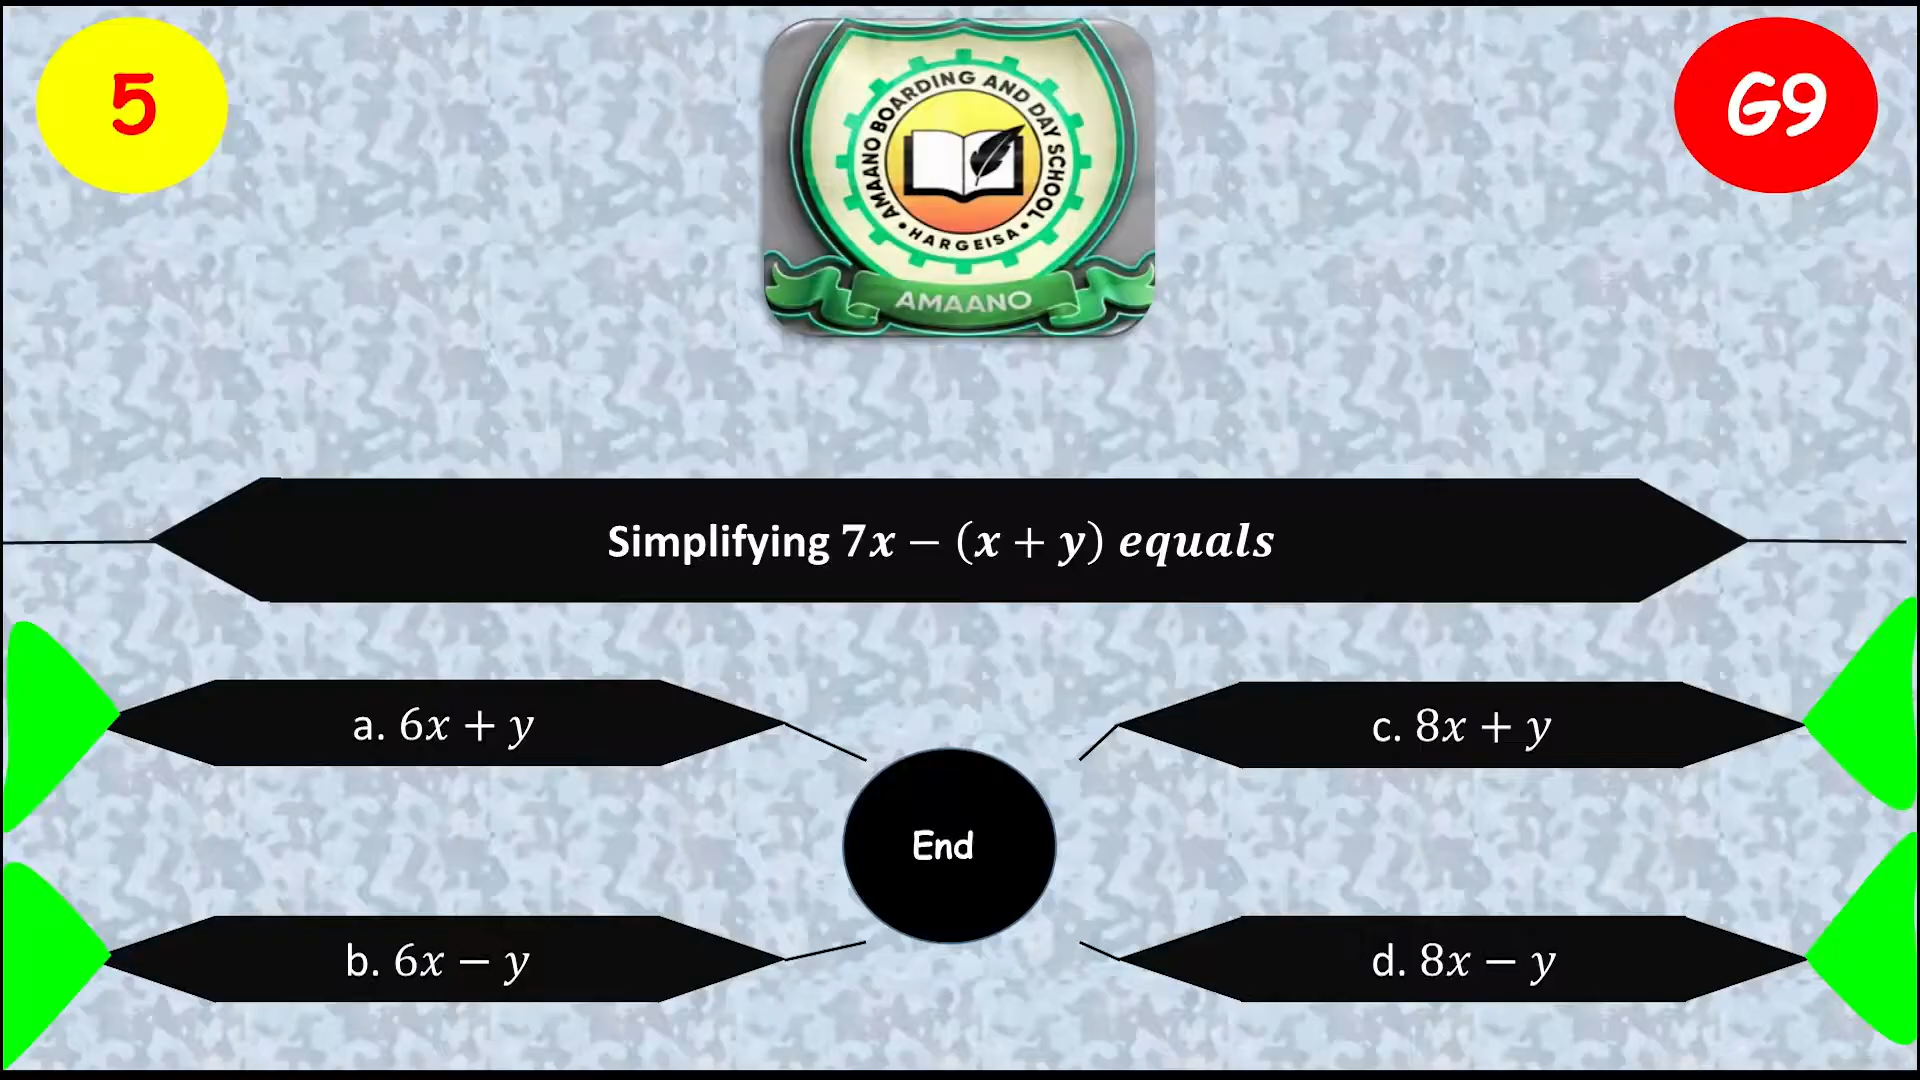 5
AMAANO BOARDING AND DAY SCHOOL
• HARGEISA •
AMAANO
G9
Simplifying 7x − (x + y) equals
a. 6x + y
c. 8x + y
End
b. 6x − y
d. 8x − y